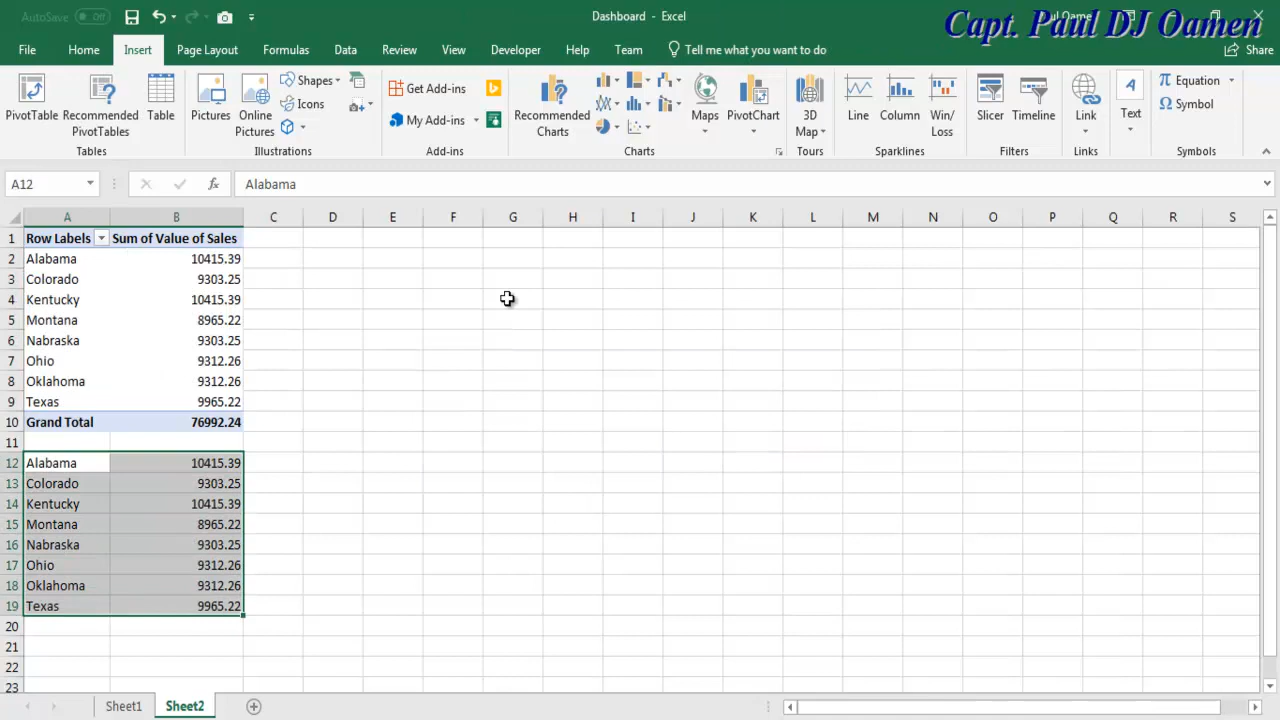 AutoSave Off
Dashboard - Excel
Capt. Paul DJ Oamen
File Home Insert Page Layout Formulas Data Review View Developer Help Team Tell me what you want to do Share
PivotTable Recommended PivotTables Table
Tables
Pictures Online Pictures Shapes Icons
Illustrations
Get Add-ins
My Add-ins
Add-ins
Recommended Charts Maps PivotChart
Charts
3D Map
Tours
Line Column Win/ Loss
Sparklines
Slicer Timeline
Filters
Link
Links
A
Text
π Equation
Ω Symbol
Symbols
A12 fx Alabama
A B C D E F G H I J K L M N O P Q R S
1 Row Labels Sum of Value of Sales
2 Alabama 10415.39
3 Colorado 9303.25
4 Kentucky 10415.39
5 Montana 8965.22
6 Nabraska 9303.25
7 Ohio 9312.26
8 Oklahoma 9312.26
9 Texas 9965.22
10 Grand Total 76992.24
11
12 Alabama 10415.39
13 Colorado 9303.25
14 Kentucky 10415.39
15 Montana 8965.22
16 Nabraska 9303.25
17 Ohio 9312.26
18 Oklahoma 9312.26
19 Texas 9965.22
20
21
22
23
Sheet1 Sheet2